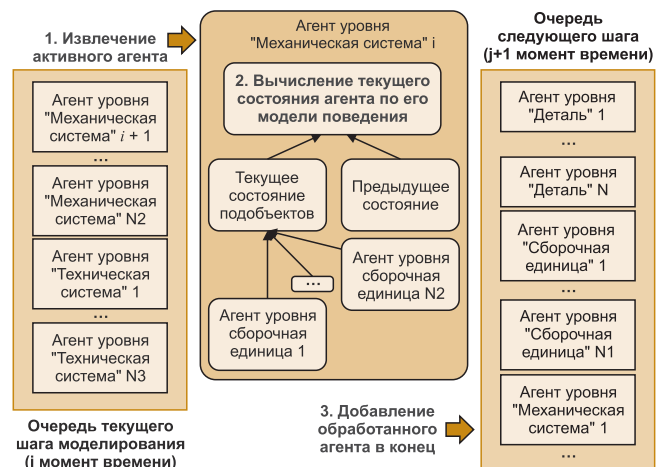 1. Извлечение
активного агента
Агент уровня
"Механическая
система" i + 1
...
Агент уровня
"Механическая
система" N2
Агент уровня
"Техническая
система" 1
...
Агент уровня
"Техническая
система" N3
Очередь текущего
шага моделирования
(j момент времени)
Агент уровня
"Механическая система" i
2. Вычисление текущего
состояния агента по его
модели поведения
Текущее
состояние
подобъектов
Предыдущее
состояние
Агент уровня
сборочная
единица 1
...
Агент уровня
сборочная
единица N2
3. Добавление
обработанного
агента в конец
Очередь
следующего шага
(j+1 момент времени)
Агент уровня
"Деталь" 1
...
Агент уровня
"Деталь" N
Агент уровня
"Сборочная
единица" 1
...
Агент уровня
"Сборочная
единица" N1
Агент уровня
"Механическая
система" 1
...